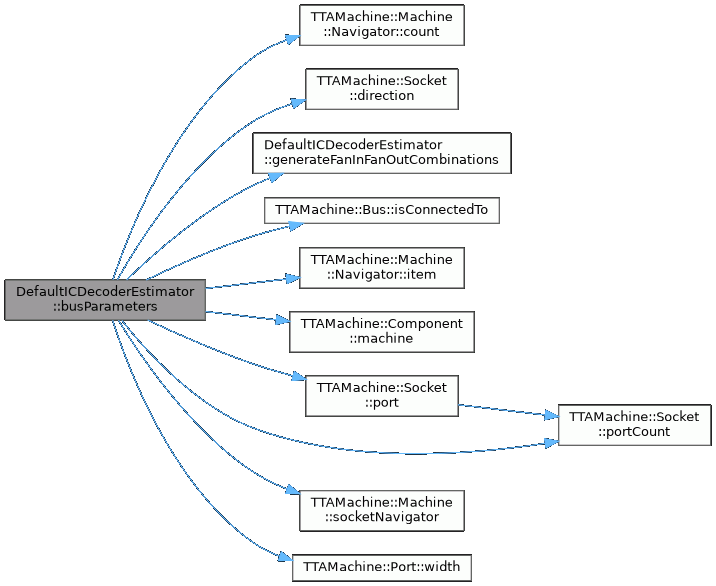 TTAMachine::Machine
::Navigator::count
TTAMachine::Socket
::direction
DefaultICDecoderEstimator
::generateFanInFanOutCombinations
TTAMachine::Bus::isConnectedTo
TTAMachine::Machine
::Navigator::item
DefaultICDecoderEstimator
::busParameters
TTAMachine::Component
::machine
TTAMachine::Socket
::port
TTAMachine::Socket
::portCount
TTAMachine::Machine
::socketNavigator
TTAMachine::Port::width